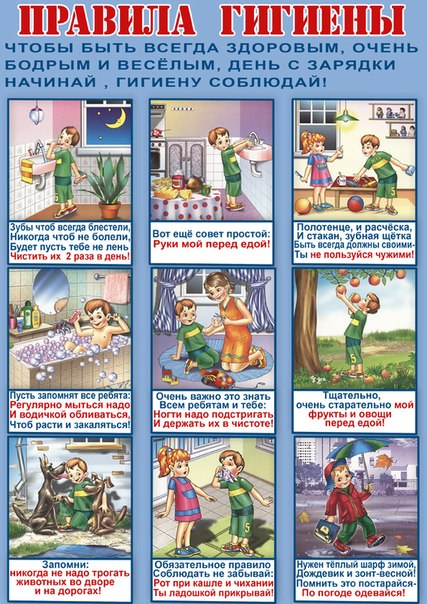 ПРАВИЛА ГИГИЕНЫ
ЧТОБЫ БЫТЬ ВСЕГДА ЗДОРОВЫМ, ОЧЕНЬ
БОДРЫМ И ВЕСЁЛЫМ, ДЕНЬ С ЗАРЯДКИ
НАЧИНАЙ , ГИГИЕНУ СОБЛЮДАЙ!
Зубы чтоб всегда блестели,
Никогда чтоб не болели,
Будет пусть тебе не лень
Чистить их 2 раза в день!
Вот ещё совет простой:
Руки мой перед едой!
Полотенце, и расчёска,
И стакан, зубная щётка
Быть всегда должны своими-
Ты не пользуйся чужими!
Пусть запомнят все ребята:
Регулярно мыться надо
И водичкой обливаться,
Чтоб расти и закаляться!
Очень важно это знать
Всем ребятам и тебе:
Ногти надо подстригать
И держать их в чистоте!
Тщательно,
очень старательно мой
фрукты и овощи
перед едой!
Запомни:
никогда не надо трогать
животных во дворе
и на дорогах!
Обязательное правило
Соблюдать не забывай:
Рот при кашле и чихании
Ты ладошкой прикрывай!
Нужен тёплый шарф зимой,
Дождевик и зонт-весной!
Помнить это постарайся-
По погоде одевайся!